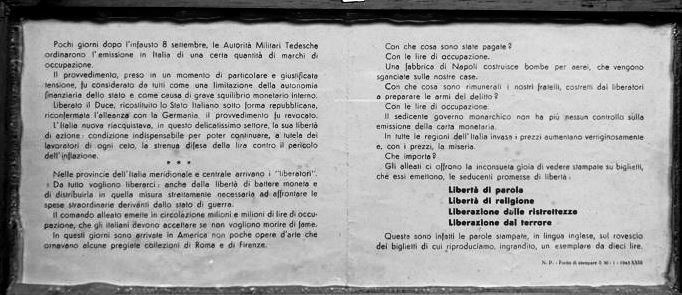 Pochi giorni dopo l'infausto 8 settembre, le Autorità Militari Tedesche
ordinarono l'emissione in Italia di una certa quantità di marchi di
occupazione.
Il provvedimento, preso in un momento di particolare e giustificata
tensione, fu considerato da tutti come una limitazione della autonomia
finanziaria dello stato e come causa di grave squilibrio monetario interno.
Liberato il Duce, ricostituito lo Stato Italiano sotto forma repubblicana,
riconfermata l'alleanza con la Germania, il provvedimento fu revocato.
L'Italia nuova riacquistava, in questo delicatissimo settore, la sua libertà
di azione: condizione indispensabile per poter continuare, a tutela dei
lavoratori di ogni ceto, la strenua difesa della lira contro il pericolo
dell'inflazione.
* * *
Nelle provincie dell'Italia meridionale e centrale arrivano i "liberatori".
Da tutto vogliono liberarci: anche dalla libertà di battere moneta e
di distribuirla in quella misura strettamente necessaria ad affrontare le
spese straordinarie derivanti dallo stato di guerra.
Il comando alleato emette in circolazione milioni e milioni di lire di occu-
pazione, che gli italiani devono accettare se non vogliono morire di fame.
In questi giorni sono arrivate in America non poche opere d'arte che
ornavano alcune pregiate collezioni di Roma e di Firenze.
Con che cosa sono state pagate?
Con le lire di occupazione.
Una fabbrica di Napoli costruisce bombe per aerei, che vengono
sganciate sulle nostre case.
Con che cosa sono rimunerati i nostri fratelli, costretti dai liberatori
a preparare le armi del delitto?
Con le lire di occupazione.
Il sedicente governo monarchico non ha più nessun controllo sulla
emissione della carta monetaria.
In tutte le regioni dell'Italia invasa i prezzi aumentano vertiginosamente
e, con i prezzi, la miseria.
Che importa?
Gli alleati ci offrono la inconsueta gioia di vedere stampate su biglietti,
che essi emettono, le seducenti promesse di libertà:
Libertà di parola
Libertà di religione
Liberazione dalle ristrettezze
Liberazione dal terrore
Queste sono infatti le parole stampate, in lingua inglese, sul rovescio
dei biglietti di cui riproduciamo, ingrandito, un esemplare da dieci lire.